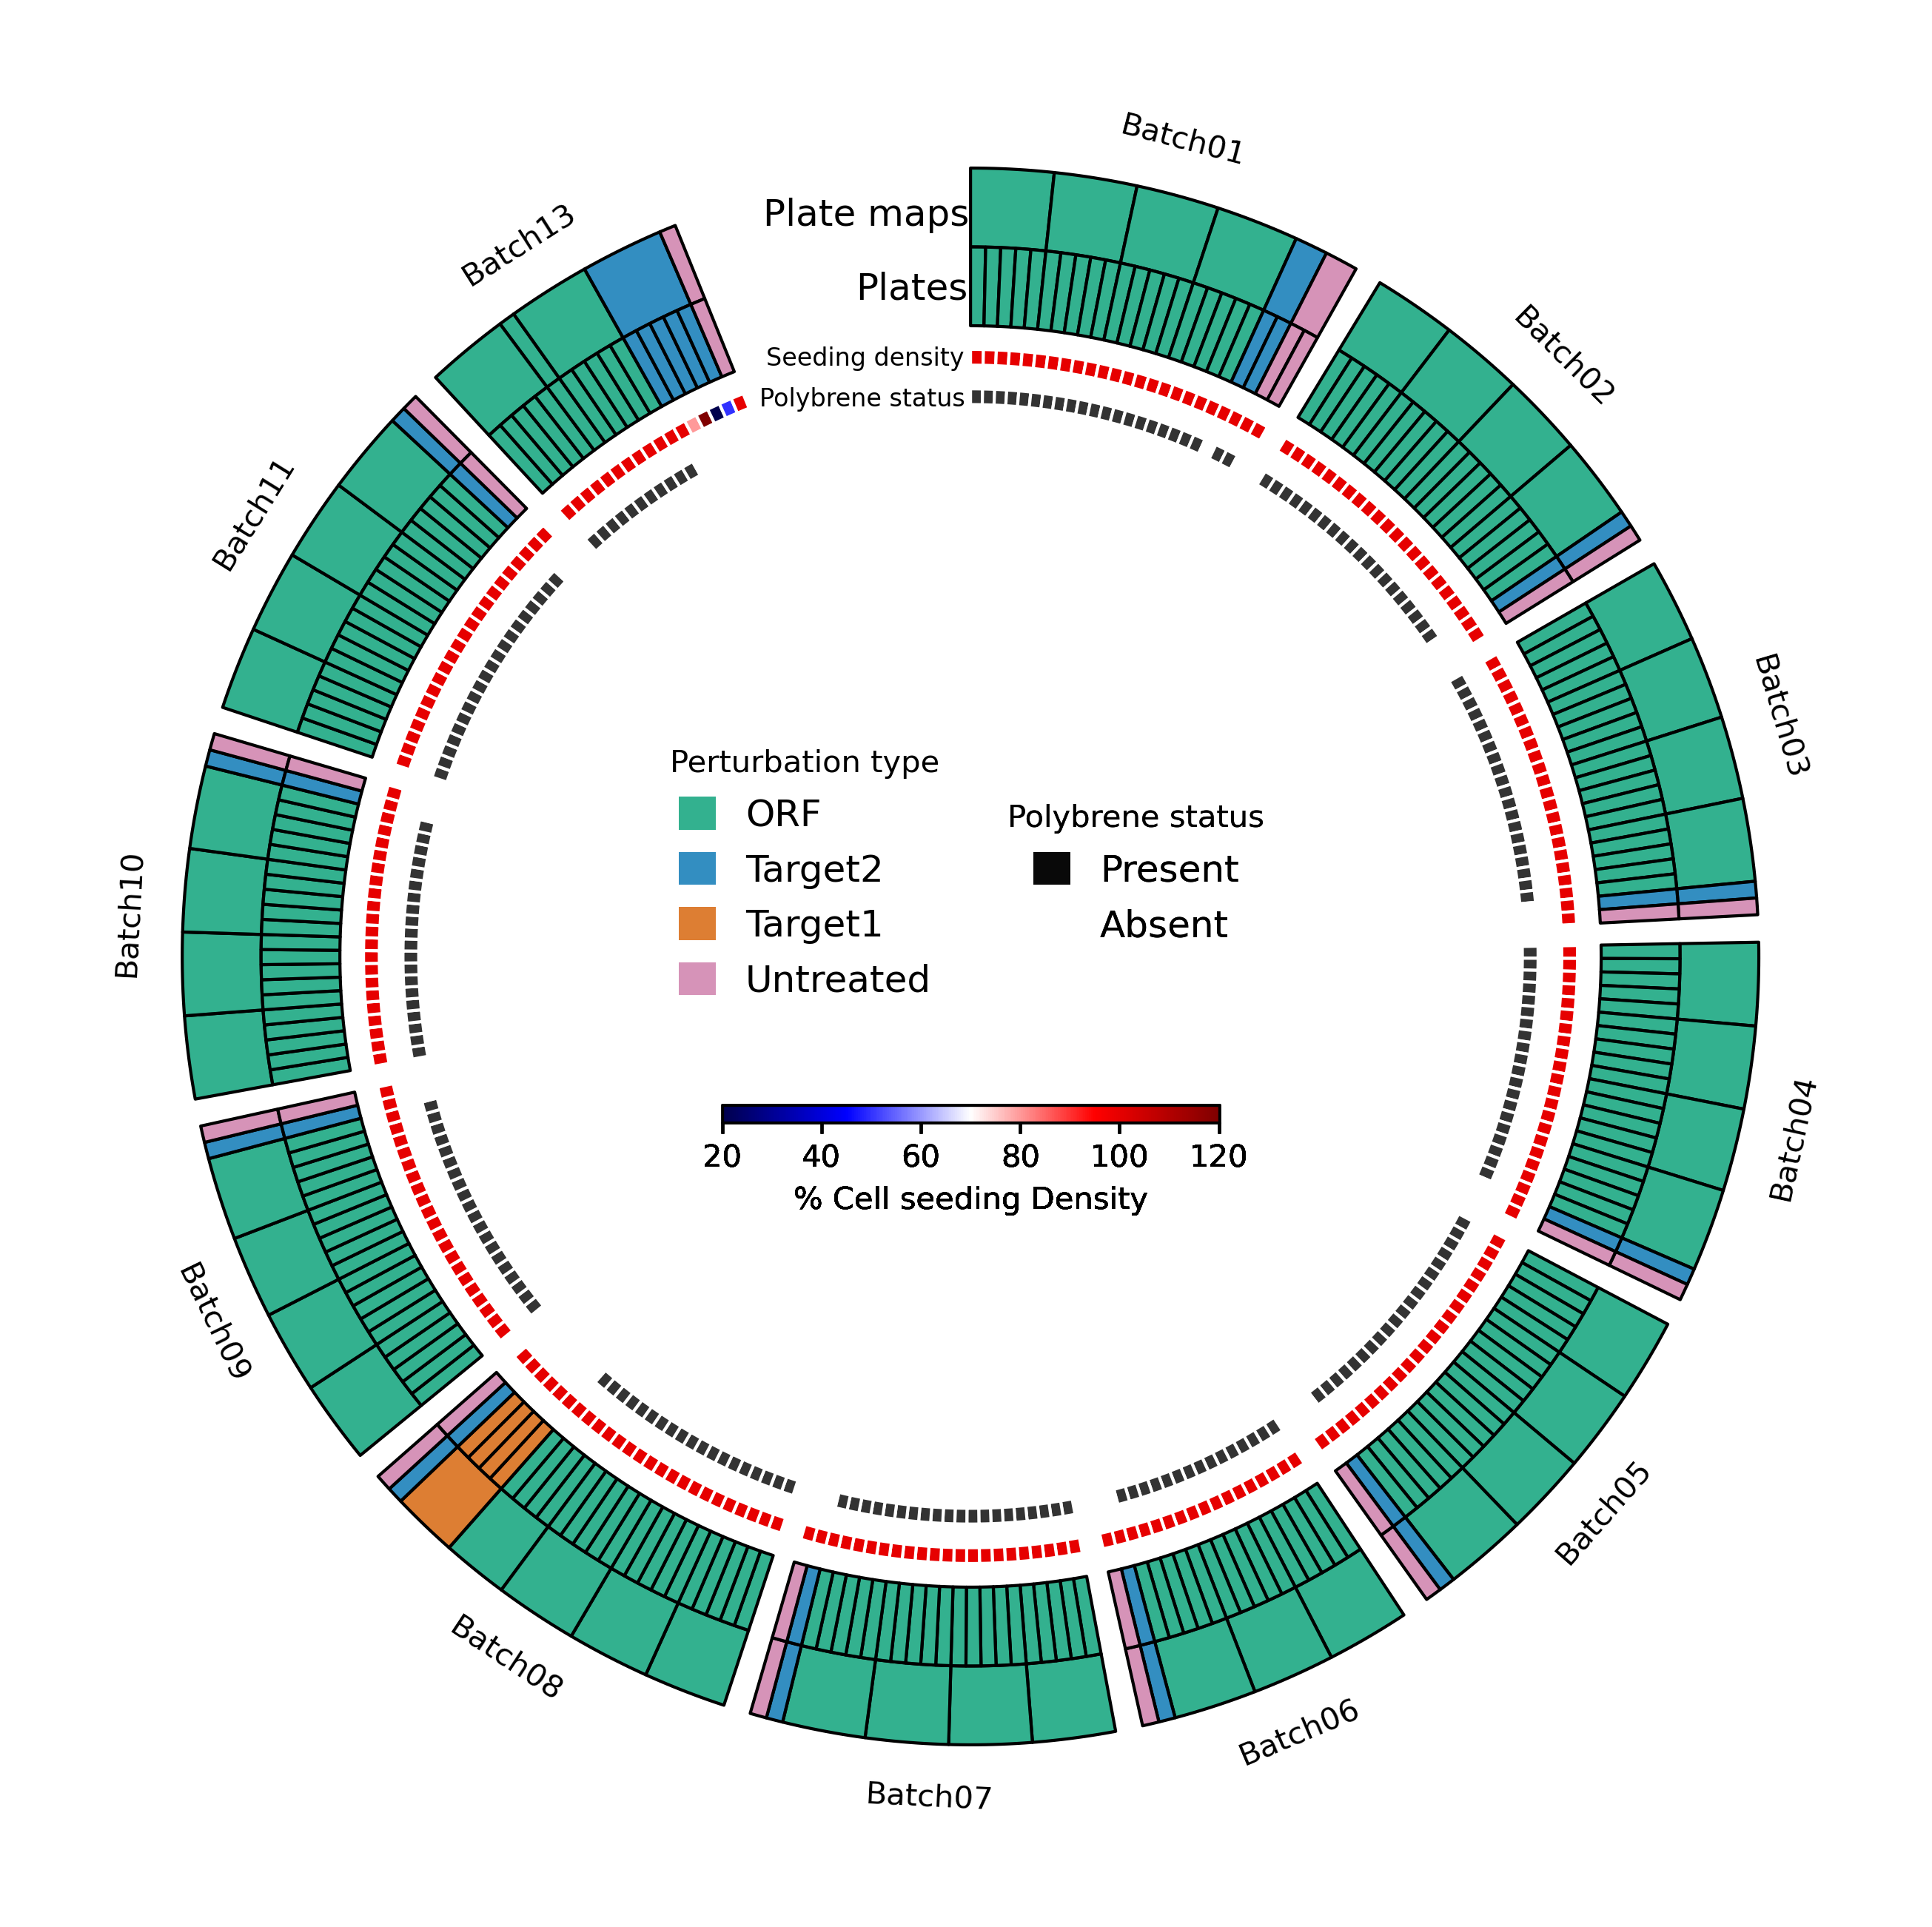 Batch01
Batch13
Plate maps
Plates
Batch02
Seeding density
Polybrene status
Batch11
Batch03
Perturbation type
ORF
Target2
Target1
Untreated
Polybrene status
Present
Absent
Batch10
Batch04
20 40 60 80 100 120
% Cell seeding Density
Batch09
Batch05
Batch08
Batch06
Batch07